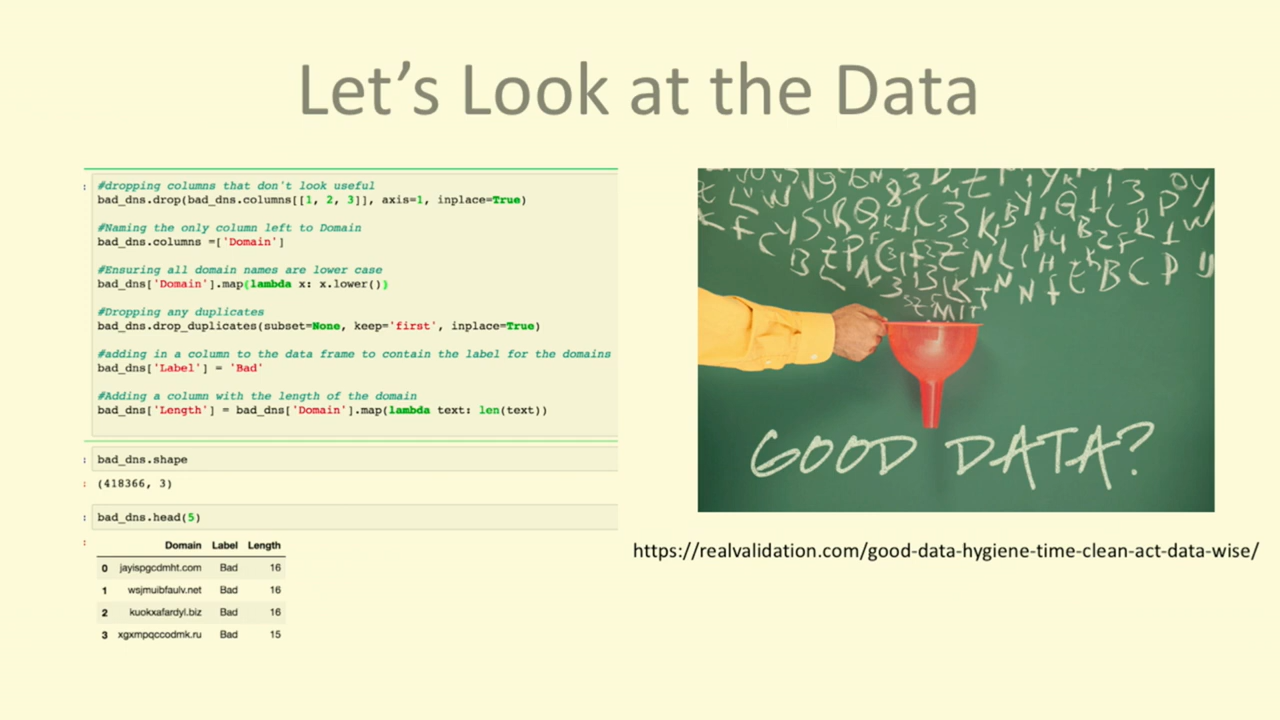 Let's Look at the Data
#dropping columns that don't look useful
bad_dns.drop(bad_dns.columns[[1, 2, 3]], axis=1, inplace=True)
#Naming the only column left to Domain
bad_dns.columns =['Domain']
#Ensuring all domain names are lower case
bad_dns['Domain'].map(lambda x: x.lower())
#Dropping any duplicates
bad_dns.drop_duplicates(subset=None, keep='first', inplace=True)
#adding in a column to the data frame to contain the label for the domains
bad_dns['Label'] = 'Bad'
#Adding a column with the length of the domain
bad_dns['Length'] = bad_dns['Domain'].map(lambda text: len(text))
bad_dns.shape
(418366, 3)
bad_dns.head(5)
Domain Label Length
0 jayispgcdmht.com Bad 16
1 wsjmuibfaulv.net Bad 16
2 kuokxafardyl.biz Bad 16
3 xgxmpqccodmk.ru Bad 15
GOOD DATA?
https://realvalidation.com/good-data-hygiene-time-clean-act-data-wise/